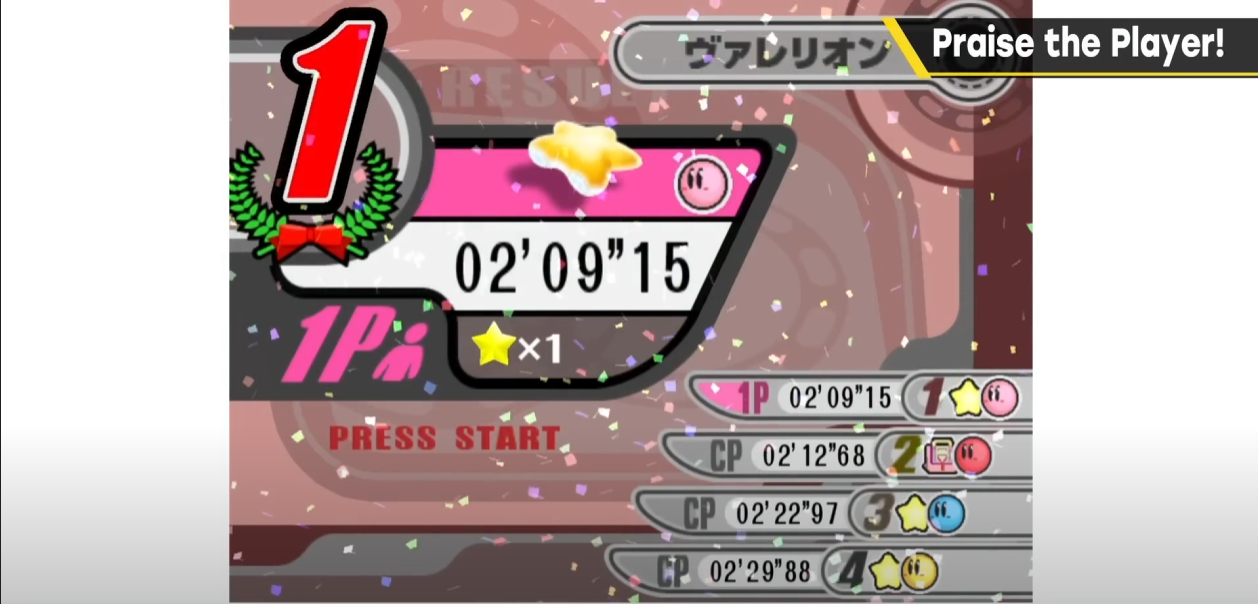 Praise the Player!
ヴァレリオン
RESULT
1
02'09"15
1P
×1
PRESS START
1P 02'09"15 1
CP 02'12"68 2
CP 02'22"97 3
CP 02'29"88 4